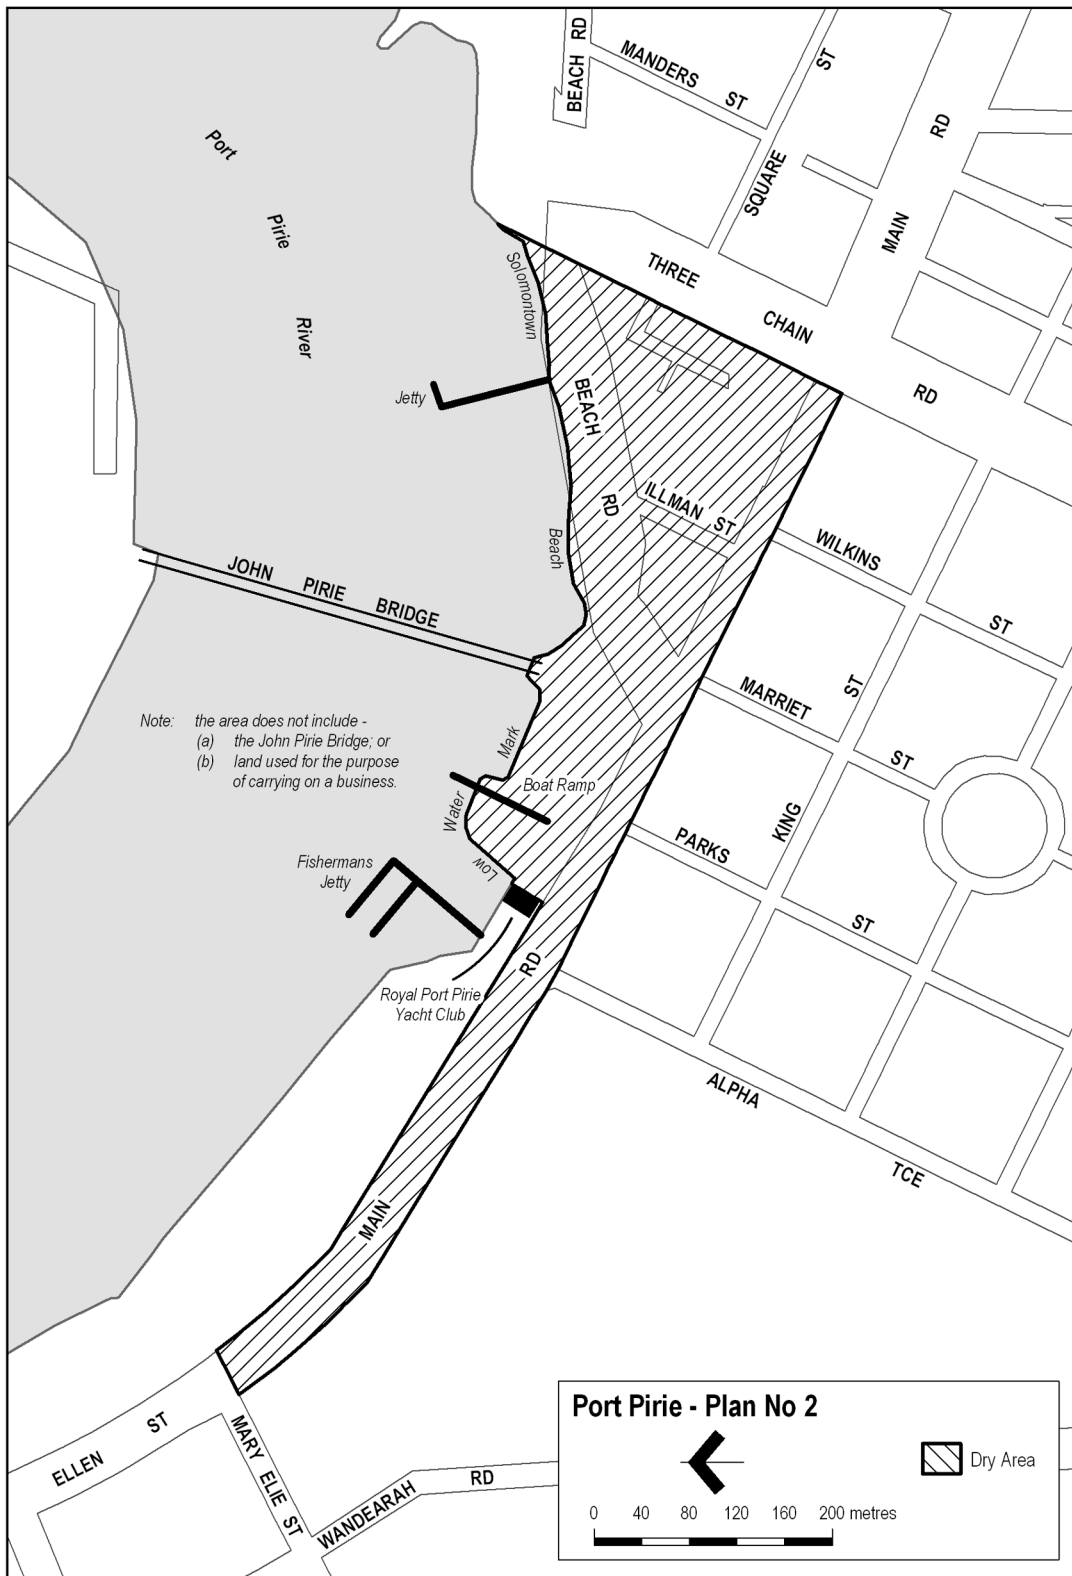 BEACH RD
MANDERS ST
SQUARE ST
MAIN RD
Port Pirie River
THREE CHAIN RD
Solomontown Beach
Jetty
BEACH RD
ILLMAN ST
WILKINS ST
JOHN PIRIE BRIDGE
MARRIET ST
KING ST
Note: the area does not include -
(a) the John Pirie Bridge; or
(b) land used for the purpose
of carrying on a business.
Low Water Mark
Boat Ramp
PARKS ST
Fishermans
Jetty
Royal Port Pirie
Yacht Club
MAIN RD
ALPHA TCE
ELLEN ST
MARY ELIE ST
WANDEARAH RD
Port Pirie - Plan No 2
Dry Area
0 40 80 120 160 200 metres